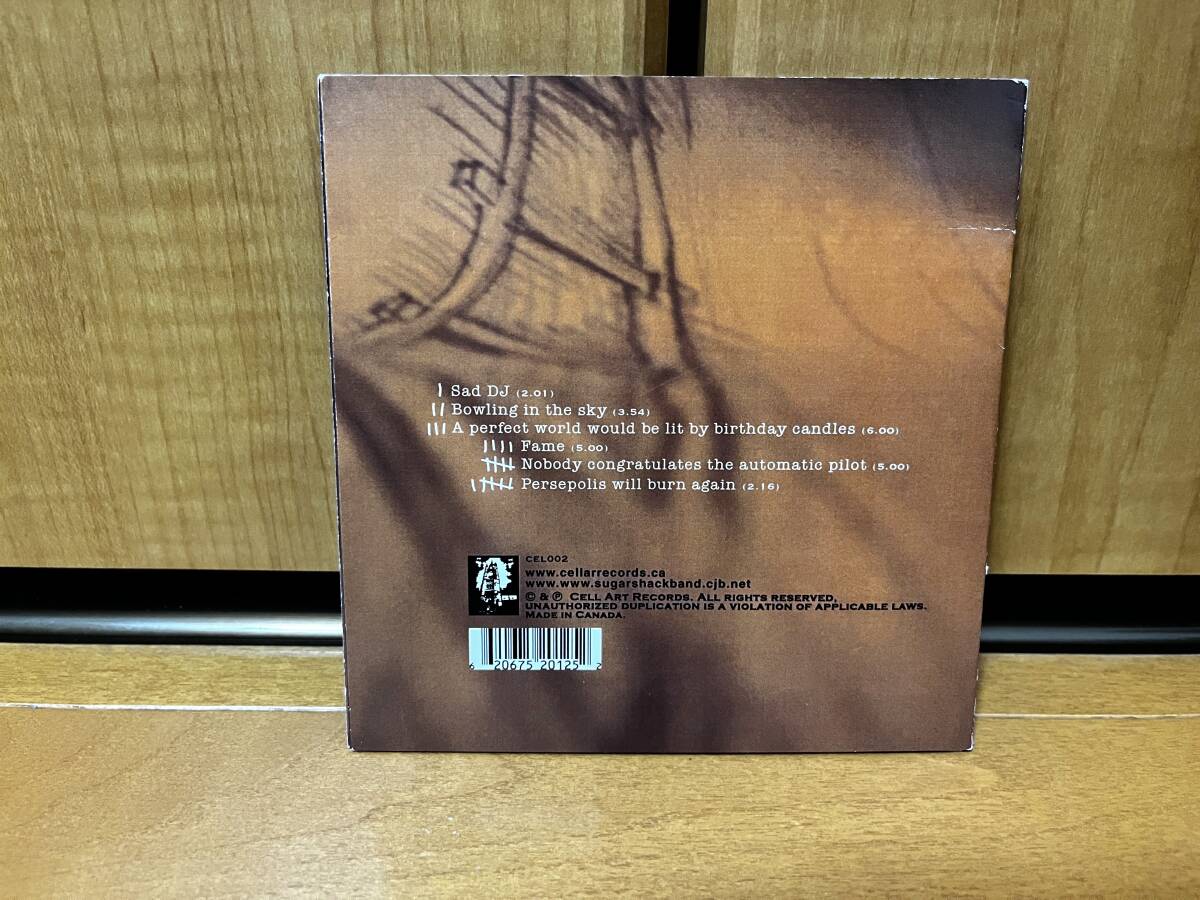 Sad DJ (2.01)
Bowling in the sky (3.54)
A perfect world would be lit by birthday candles (6.00)
Fame (5.00)
Nobody congratulates the automatic pilot (5.00)
Persepolis will burn again (2.16)
CEL002
www.cellarrecords.ca
www.www.sugarshackband.cjb.net
© & ℗ Cell Art Records. All rights reserved,
unauthorized duplication is a violation of applicable laws.
Made in Canada.
6 20675 20125 2